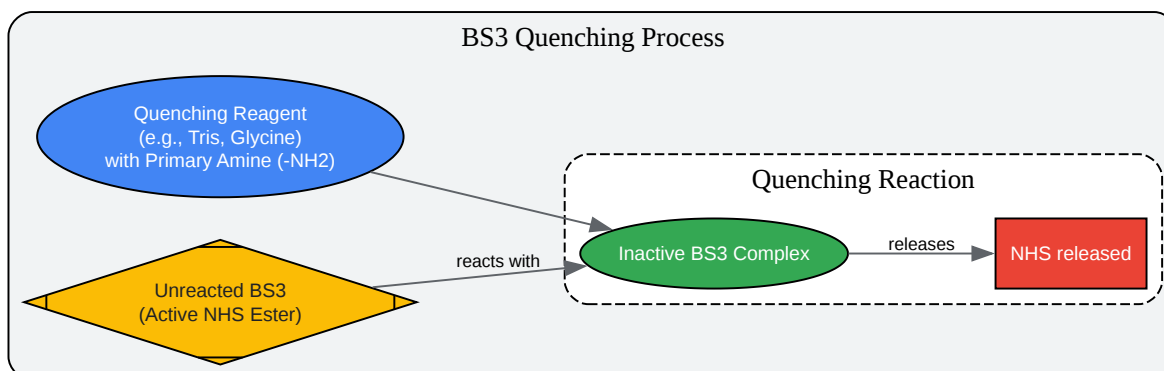 BS3 Quenching Process
Quenching Reagent
(e.g., Tris, Glycine)
with Primary Amine (-NH2)
Quenching Reaction
Inactive BS3 Complex
releases
NHS released
reacts with
Unreacted BS3
(Active NHS Ester)